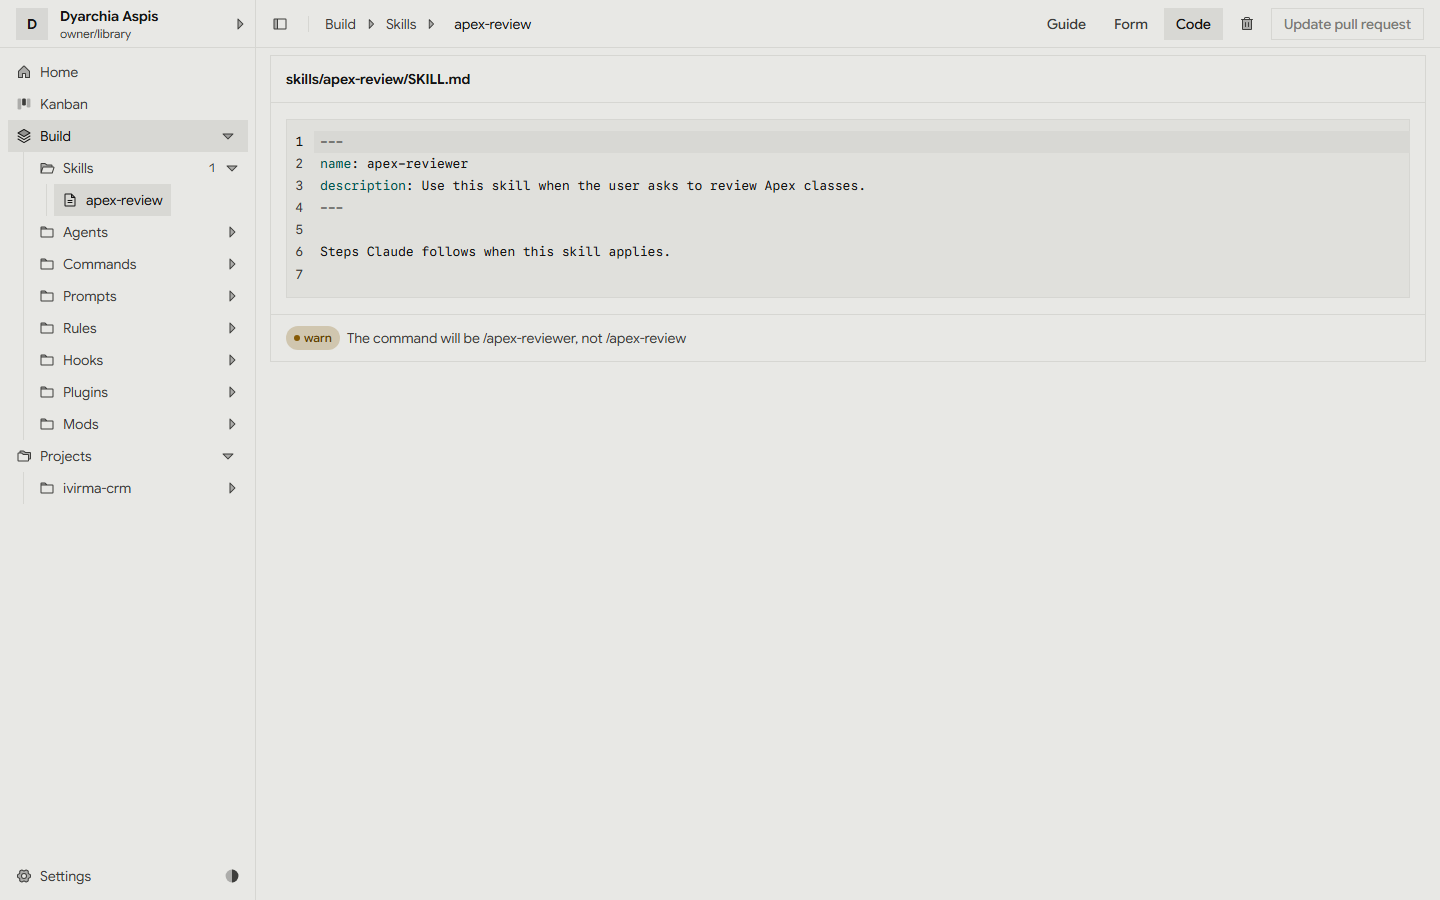 D
Dyarchia Aspis
owner/library
Home
Kanban
Build
Skills 1
apex-review
Agents
Commands
Prompts
Rules
Hooks
Plugins
Mods
Projects
ivirma-crm
Settings
Build Skills apex-review
Guide Form Code Update pull request
skills/apex-review/SKILL.md
1 ---
2 name: apex-reviewer
3 description: Use this skill when the user asks to review Apex classes.
4 ---
5
6 Steps Claude follows when this skill applies.
7
warn The command will be /apex-reviewer, not /apex-review